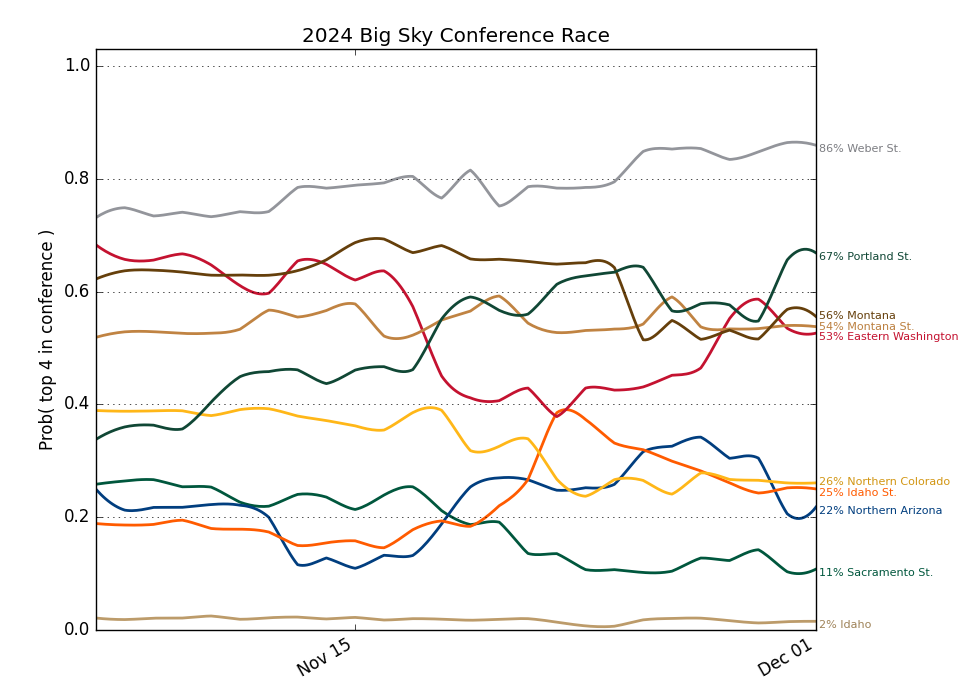 2024 Big Sky Conference Race
Prob( top 4 in conference )
1.0
0.8
0.6
0.4
0.2
0.0
Nov 15
Dec 01
86% Weber St.
67% Portland St.
56% Montana
54% Montana St.
53% Eastern Washington
26% Northern Colorado
25% Idaho St.
22% Northern Arizona
11% Sacramento St.
2% Idaho